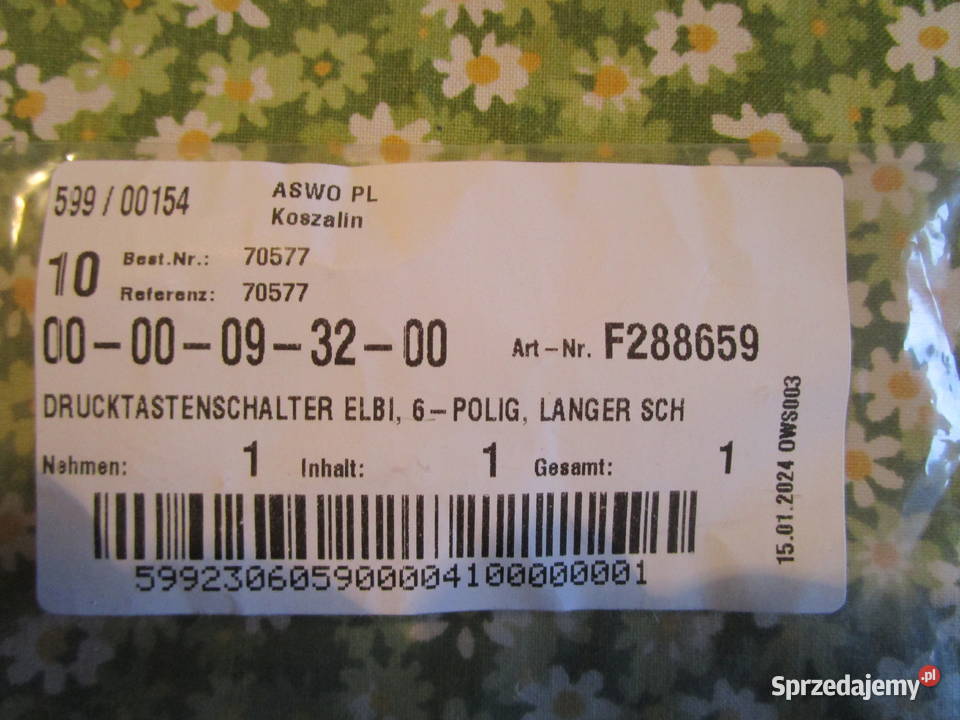 599 / 00154
ASWO PL
Koszalin
10
Best.Nr.: 70577
Referenz: 70577
00-00-09-32-00
Art-Nr. F288659
DRUCKTASTENSCHALTER ELBI, 6-POLIG, LANGER SCH
Nehmen: 1 Inhalt: 1 Gesamt: 1
5992306059000041000000001
15.01.2024 OWS003
Sprzedajemy.pl